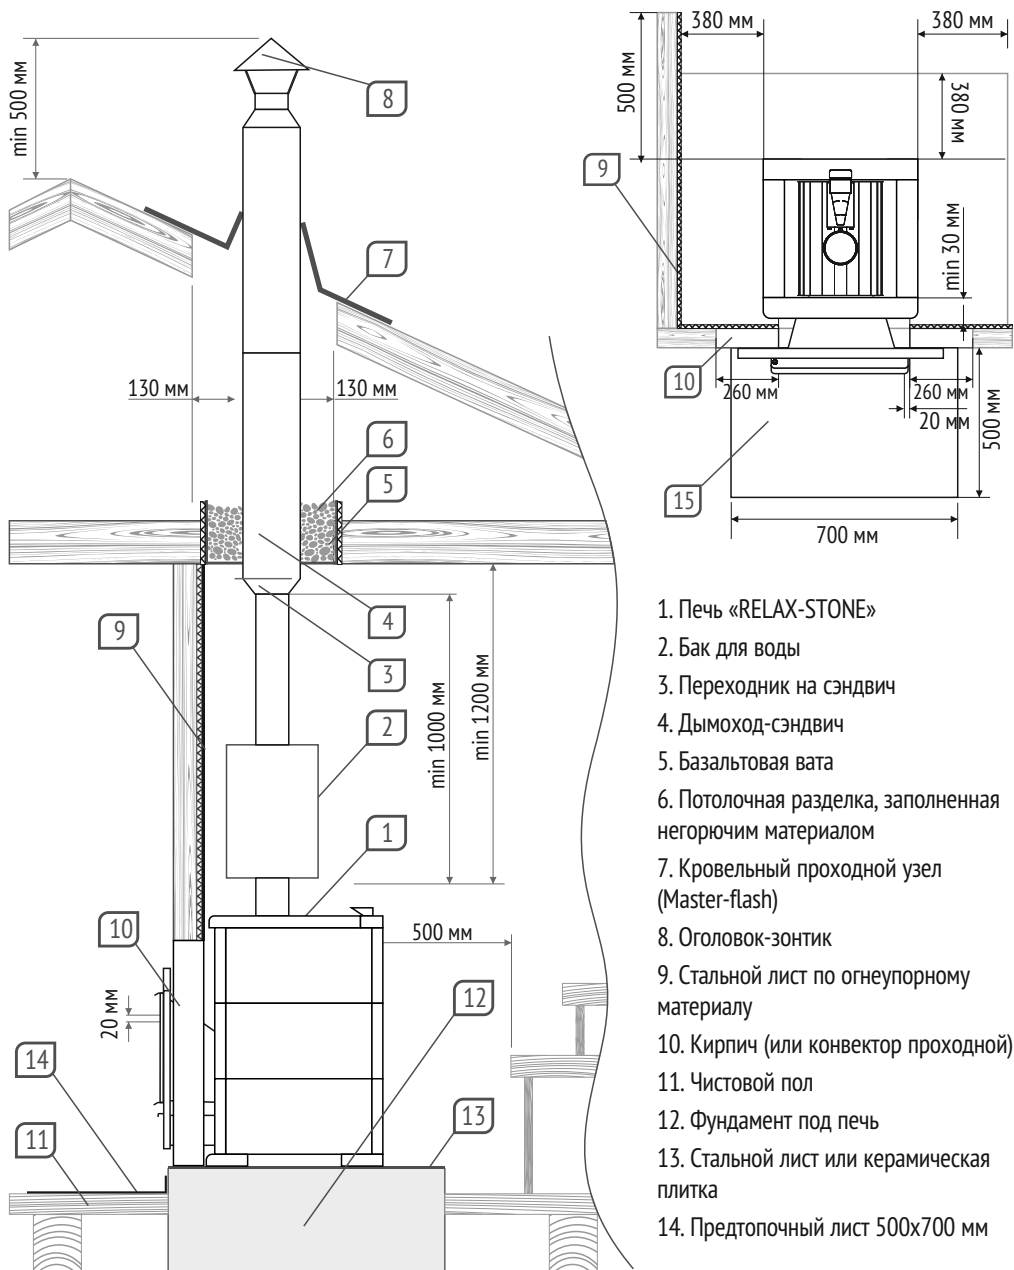 min 500 мм
8
7
130 мм
130 мм
6
5
9
4
3
2
min 1000 мм
min 1200 мм
1
10
500 мм
20 мм
12
14
13
11
380 мм
380 мм
500 мм
380 мм
9
min 30 мм
10
260 мм
260 мм
20 мм
500 мм
15
700 мм
1. Печь «RELAX-STONE»
2. Бак для воды
3. Переходник на сэндвич
4. Дымоход-сэндвич
5. Базальтовая вата
6. Потолочная разделка, заполненная
негорючим материалом
7. Кровельный проходной узел
(Master-flash)
8. Оголовок-зонтик
9. Стальной лист по огнеупорному
материалу
10. Кирпич (или конвектор проходной)
11. Чистовой пол
12. Фундамент под печь
13. Стальной лист или керамическая
плитка
14. Предтопочный лист 500х700 мм